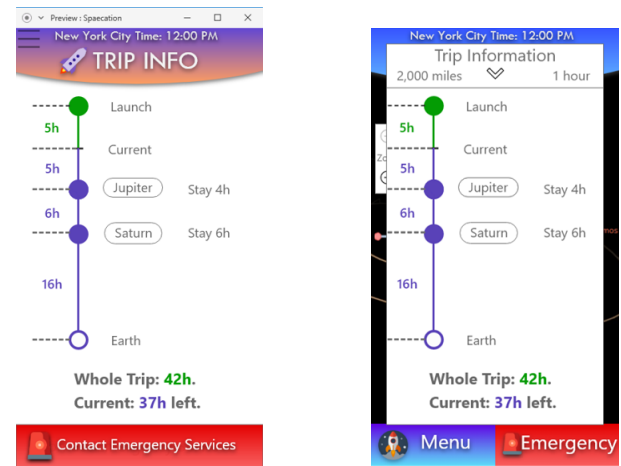 Preview : Spaecation
New York City Time: 12:00 PM
TRIP INFO
Launch
5h
Current
5h
Jupiter Stay 4h
6h
Saturn Stay 6h
16h
Earth
Whole Trip: 42h.
Current: 37h left.
Contact Emergency Services
New York City Time: 12:00 PM
Trip Information
2,000 miles 1 hour
Launch
5h
Current
5h
Jupiter Stay 4h
6h
Saturn Stay 6h
16h
Earth
Whole Trip: 42h.
Current: 37h left.
Menu Emergency